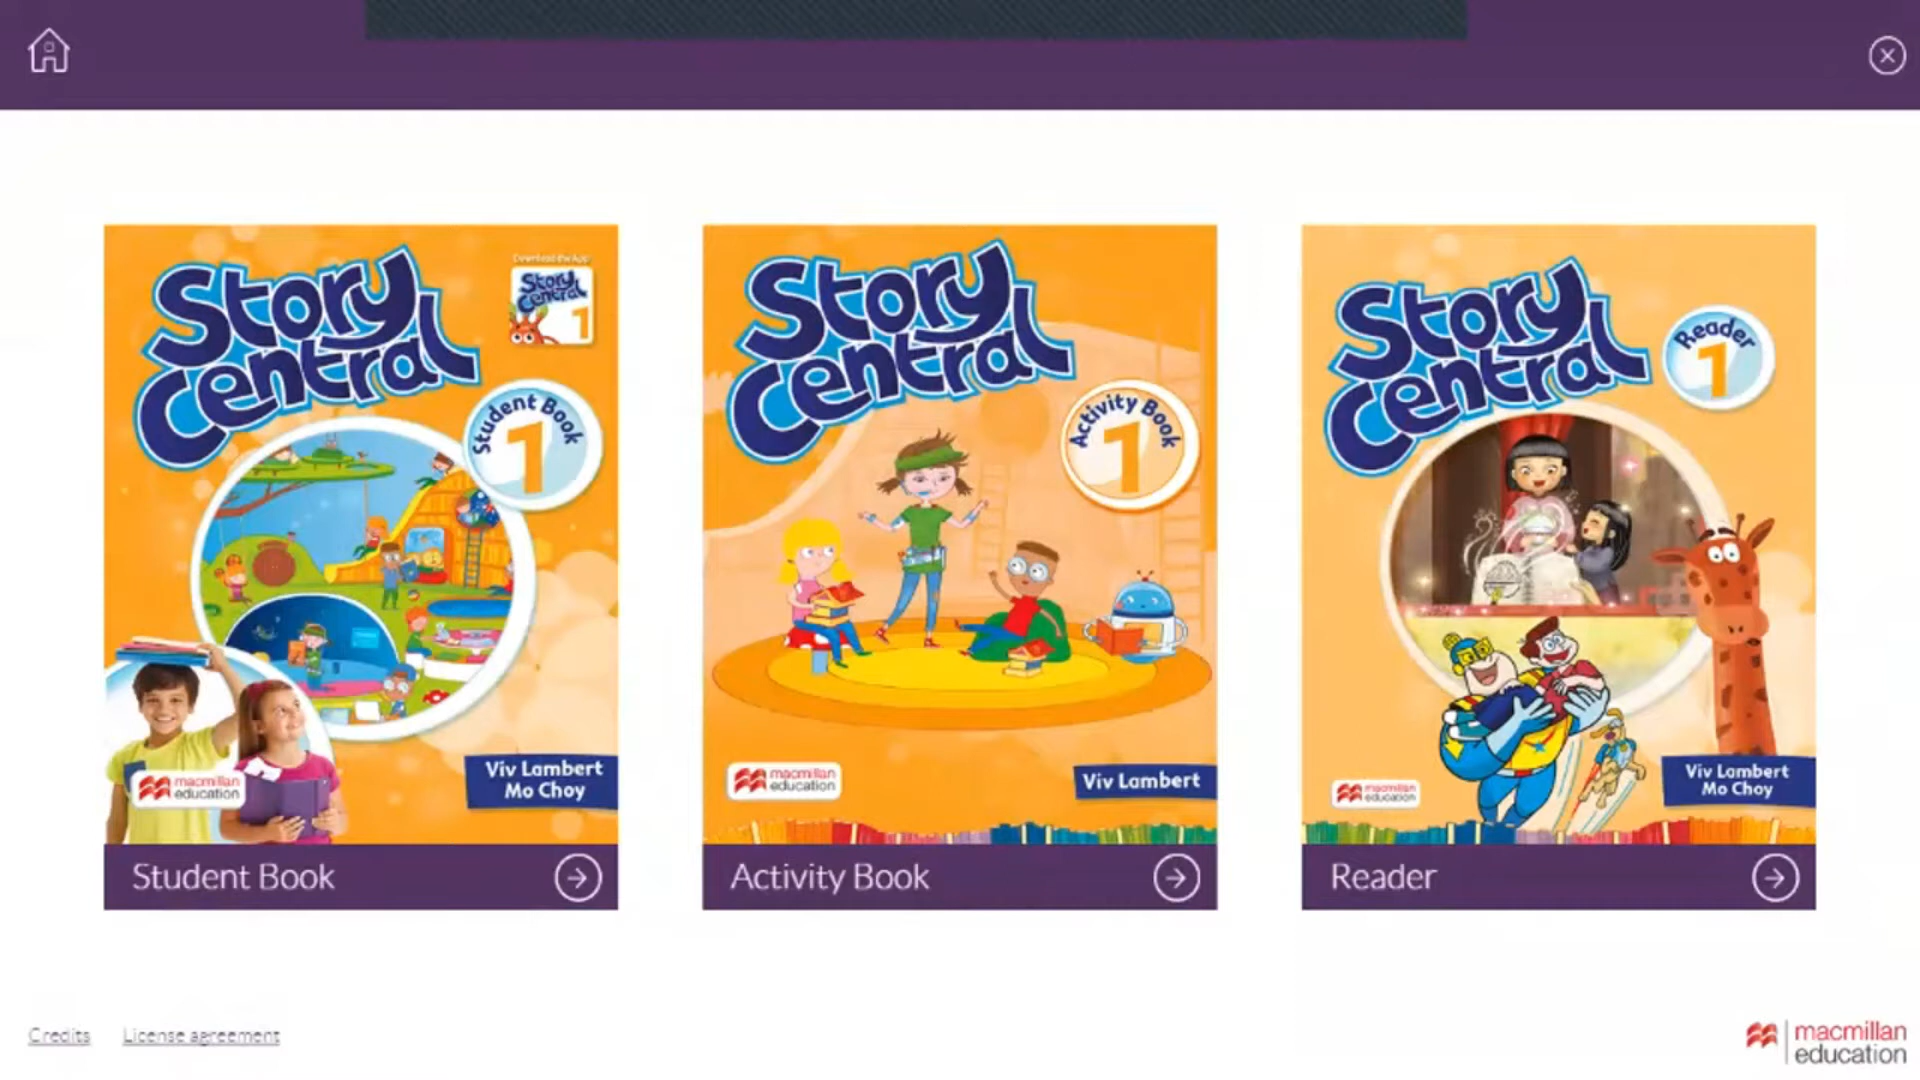 Story
Central
Download the App
Story
Central
1
Student Book
1
macmillan
education
Viv Lambert
Mo Choy
Student Book
Story
Central
Activity Book
1
macmillan
education
Viv Lambert
Activity Book
Story
Central
Reader
1
macmillan
education
Viv Lambert
Mo Choy
Reader
Credits
License agreement
macmillan
education